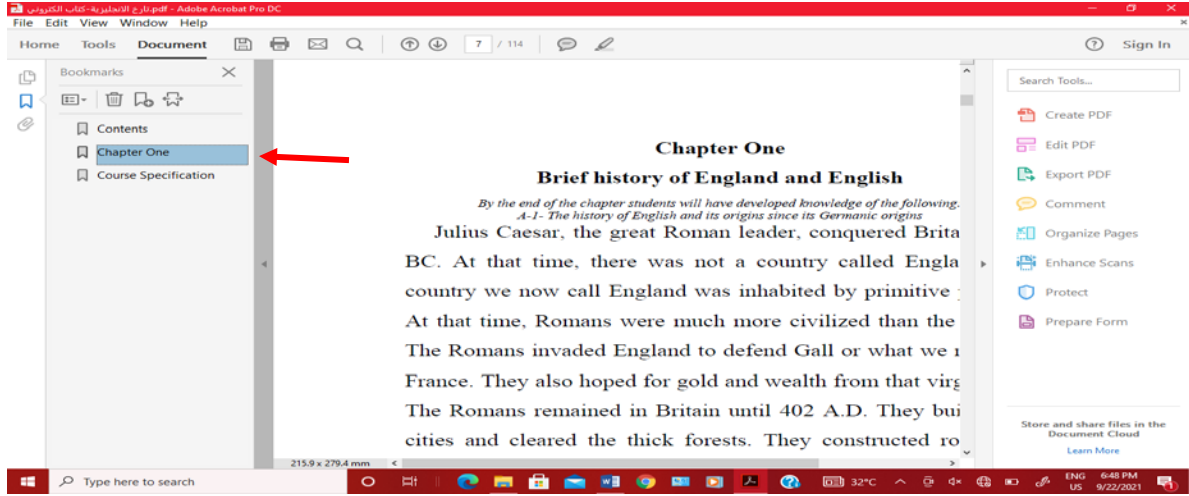 تارع الانجليزية-كتاب الكتروني.pdf - Adobe Acrobat Pro DC
File Edit View Window Help
Home Tools Document 7 / 114 Sign In
Bookmarks
Contents
Chapter One
Course Specification
Chapter One
Brief history of England and English
By the end of the chapter students will have developed knowledge of the following.
A-1- The history of English and its origins since its Germanic origins
Julius Caesar, the great Roman leader, conquered Brita
BC. At that time, there was not a country called Engla
country we now call England was inhabited by primitive
At that time, Romans were much more civilized than the
The Romans invaded England to defend Gall or what we
France. They also hoped for gold and wealth from that virg
The Romans remained in Britain until 402 A.D. They bui
cities and cleared the thick forests. They constructed ro
215.9 x 279.4 mm
Search Tools...
Create PDF
Edit PDF
Export PDF
Comment
Organize Pages
Enhance Scans
Protect
Prepare Form
Store and share files in the
Document Cloud
Learn More
Type here to search
32°C
ENG 6:48 PM
US 9/22/2021